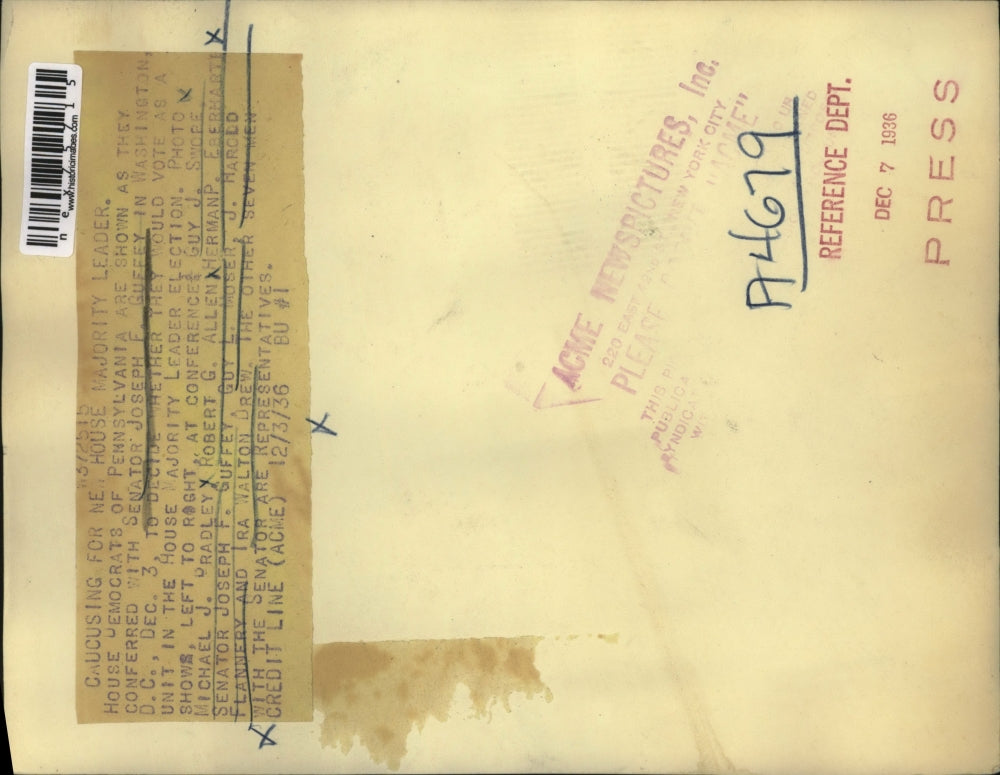 "372515
CAUCUSING FOR NEW HOUSE MAJORITY LEADER.
HOUSE DEMOCRATS OF PENNSYLVANIA ARE SHOWN AS THEY
CONFERRED WITH SENATOR JOSEPH F. GUFFEY IN WASHINGTON,
D.C., DEC. 3, TO DECIDE WHETHER THEY WOULD VOTE AS A
UNIT IN THE HOUSE MAJORITY LEADER ELECTION. PHOTO
SHOWS, LEFT TO RIGHT, AT CONFERENCE: GUY J. SWOPE,
MICHAEL J. BRADLEY, ROBERT G. ALLEN, HERMAN P. EBERHARTER
SENATOR JOSEPH F. GUFFEY, GUY L. MOSER, J. HAROLD
FLANNERY AND IRA WALTON DREW. THE OTHER SEVEN MEN
WITH THE SENATOR ARE REPRESENTATIVES.
CREDIT LINE (ACME) 12/3/36 BU #1
nex25715
www.historicimages.com
ACME NEWSPICTURES, Inc.
220 EAST 42ND NEW YORK CITY
PLEASE "ACME"
THIS
PUBLICA
SYNDICA
A4679
REFERENCE DEPT.
DEC 7 1936
PRESS